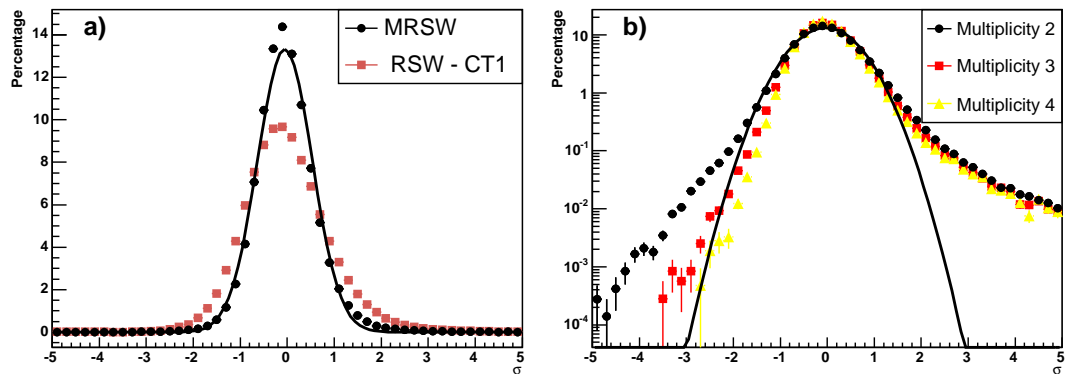 a)
MRSW
RSW - CT1
Percentage
14
12
10
8
6
4
2
0
-5 -4 -3 -2 -1 0 1 2 3 4 5
σ
b)
Multiplicity 2
Multiplicity 3
Multiplicity 4
Percentage
10
1
10^-1
10^-2
10^-3
10^-4
-5 -4 -3 -2 -1 0 1 2 3 4 5
σ